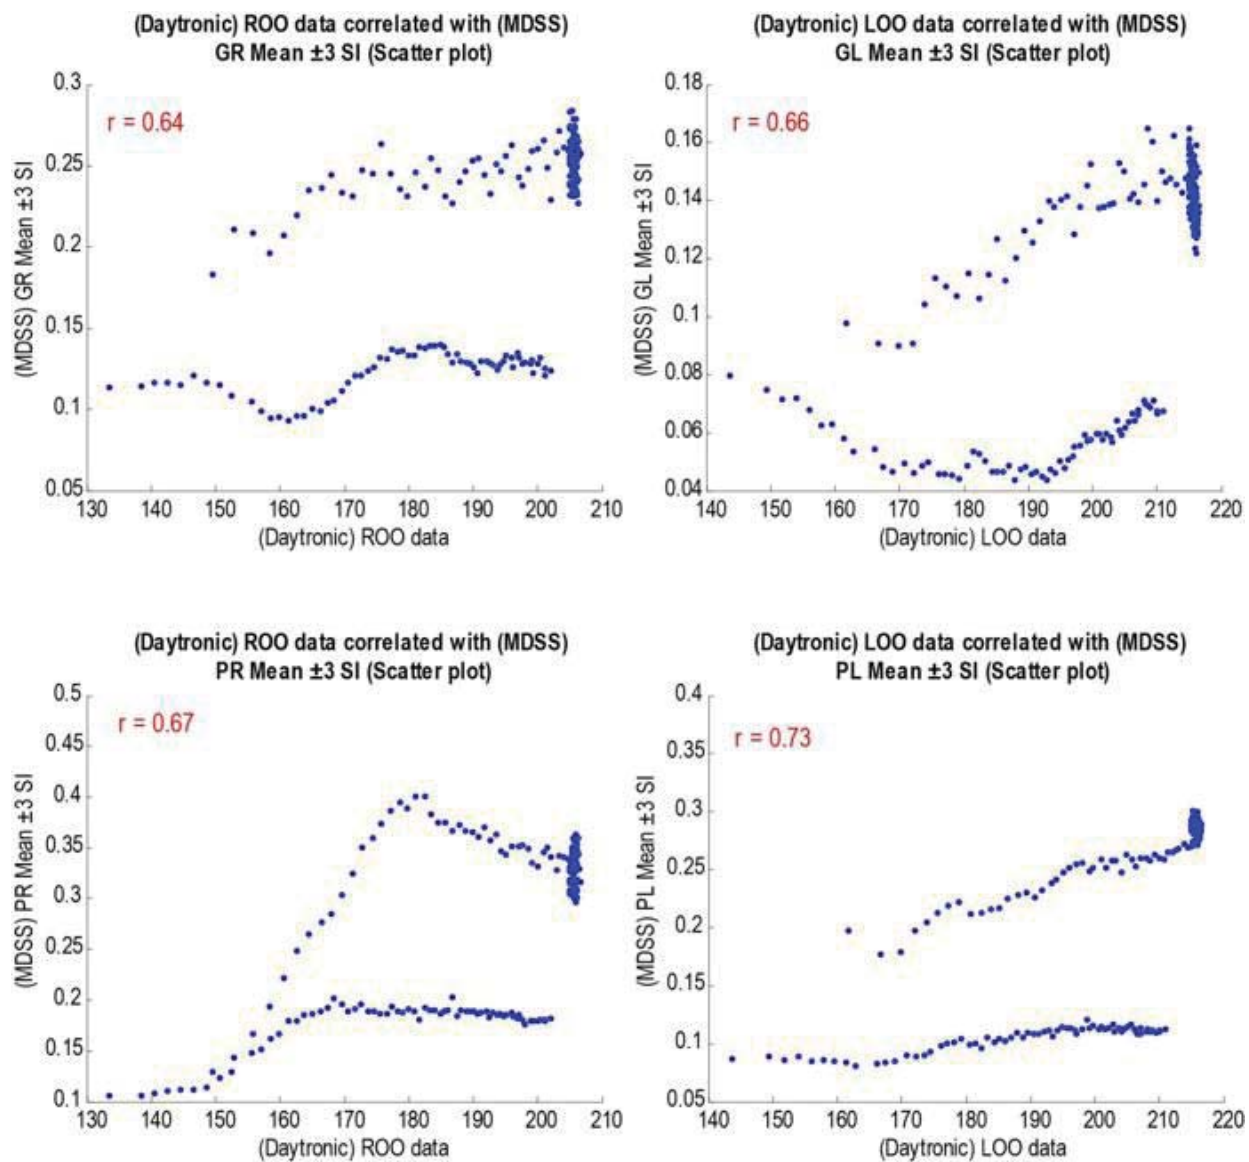 (Daytronic) ROO data correlated with (MDSS)
GR Mean ±3 SI (Scatter plot)
r = 0.64
(MDSS) GR Mean ±3 SI
0.3
0.25
0.2
0.15
0.1
0.05
130 140 150 160 170 180 190 200 210
(Daytronic) ROO data
(Daytronic) LOO data correlated with (MDSS)
GL Mean ±3 SI (Scatter plot)
r = 0.66
(MDSS) GL Mean ±3 SI
0.18
0.16
0.14
0.12
0.1
0.08
0.06
0.04
140 150 160 170 180 190 200 210 220
(Daytronic) LOO data
(Daytronic) ROO data correlated with (MDSS)
PR Mean ±3 SI (Scatter plot)
r = 0.67
(MDSS) PR Mean ±3 SI
0.5
0.45
0.4
0.35
0.3
0.25
0.2
0.15
0.1
130 140 150 160 170 180 190 200 210
(Daytronic) ROO data
(Daytronic) LOO data correlated with (MDSS)
PL Mean ±3 SI (Scatter plot)
r = 0.73
(MDSS) PL Mean ±3 SI
0.4
0.35
0.3
0.25
0.2
0.15
0.1
0.05
140 150 160 170 180 190 200 210 220
(Daytronic) LOO data